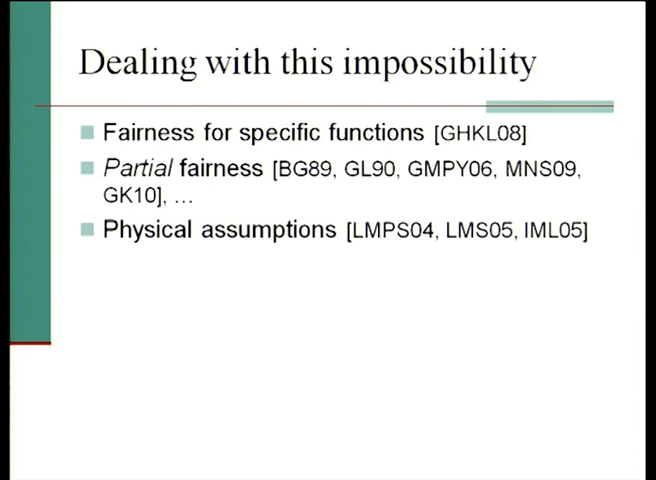 Dealing with this impossibility
Fairness for specific functions [GHKL08]
Partial fairness [BG89, GL90, GMPY06, MNS09,
GK10], ...
Physical assumptions [LMPS04, LMS05, IML05]